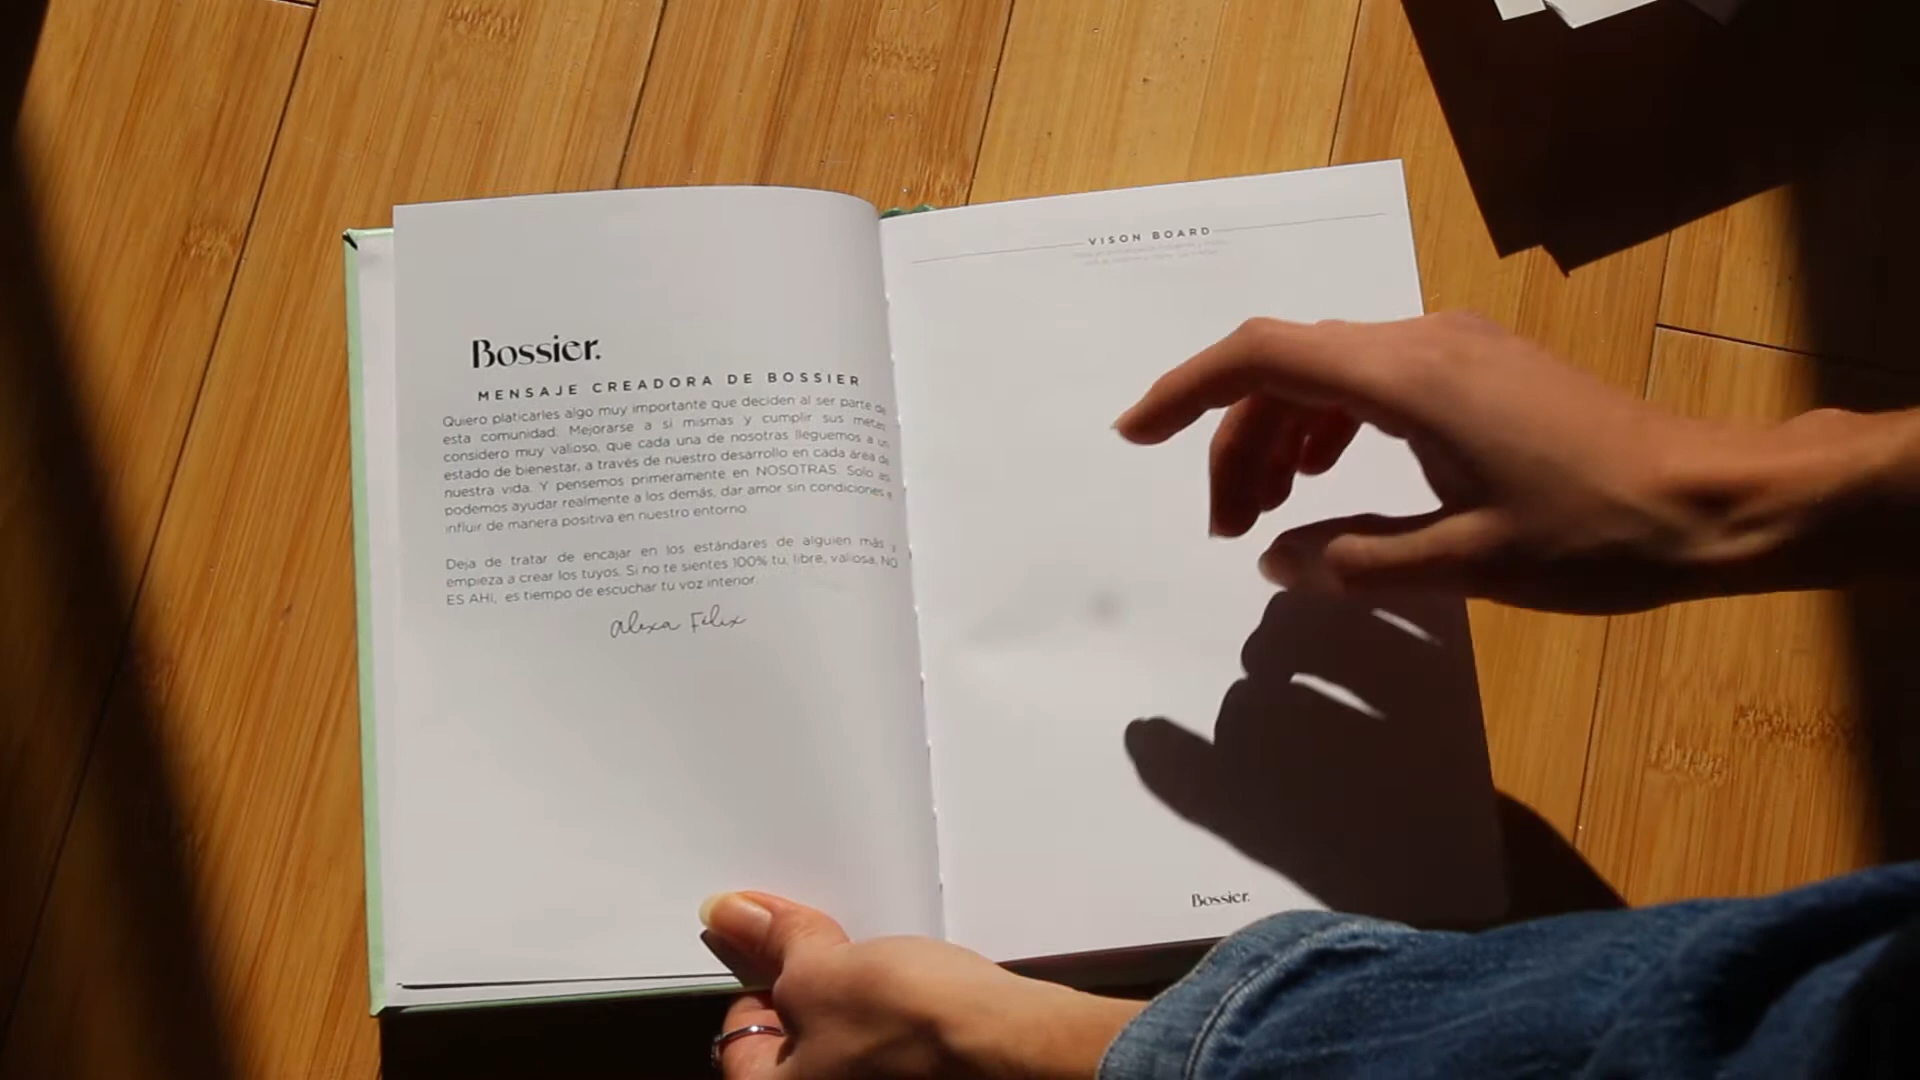 Bossier.
MENSAJE CREADORA DE BOSSIER
Quiero platicarles algo muy importante que deciden al ser parte de
esta comunidad. Mejorarse a si mismas y cumplir sus metas
considero muy valioso, que cada una de nosotras lleguemos a un
estado de bienestar, a través de nuestro desarrollo en cada área de
nuestra vida. Y pensemos primeramente en NOSOTRAS. Solo así
podemos ayudar realmente a los demás, dar amor sin condiciones e
influir de manera positiva en nuestro entorno.
Deja de tratar de encajar en los estándares de alguien más y
empieza a crear los tuyos. Si no te sientes 100% tu, libre, valiosa, NO
ES AHI, es tiempo de escuchar tu voz interior.
Alexa Félix
VISON BOARD
Bossier.